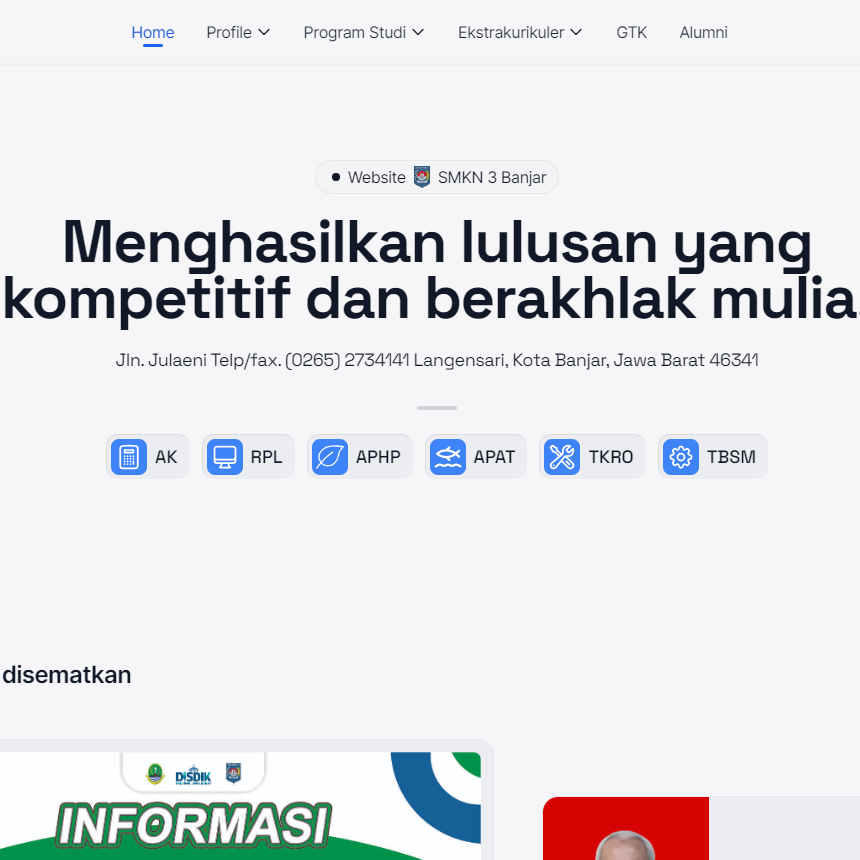 Home Profile Program Studi Ekstrakurikuler GTK Alumni
Website SMKN 3 Banjar
Menghasilkan lulusan yang
kompetitif dan berakhlak mulia.
Jln. Julaeni Telp/fax. (0265) 2734141 Langensari, Kota Banjar, Jawa Barat 46341
AK RPL APHP APAT TKRO TBSM
disematkan
DISDIK
INFORMASI